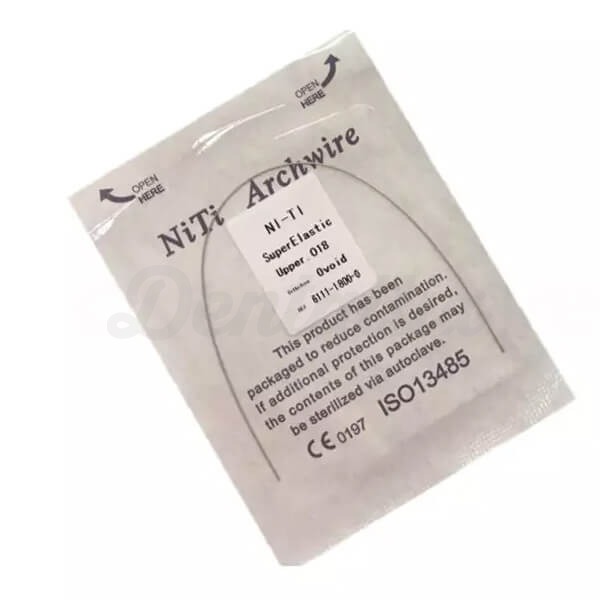 OPEN
HERE
OPEN
HERE
NiTi Archwire
NI-TI
SuperElastic
Upper .018
Ovoid
6111-1800-0
This product has been
packaged to reduce contamination.
If additional protection is desired,
the contents of this package may
be sterilized via autoclave.
CE 0197 ISO13485